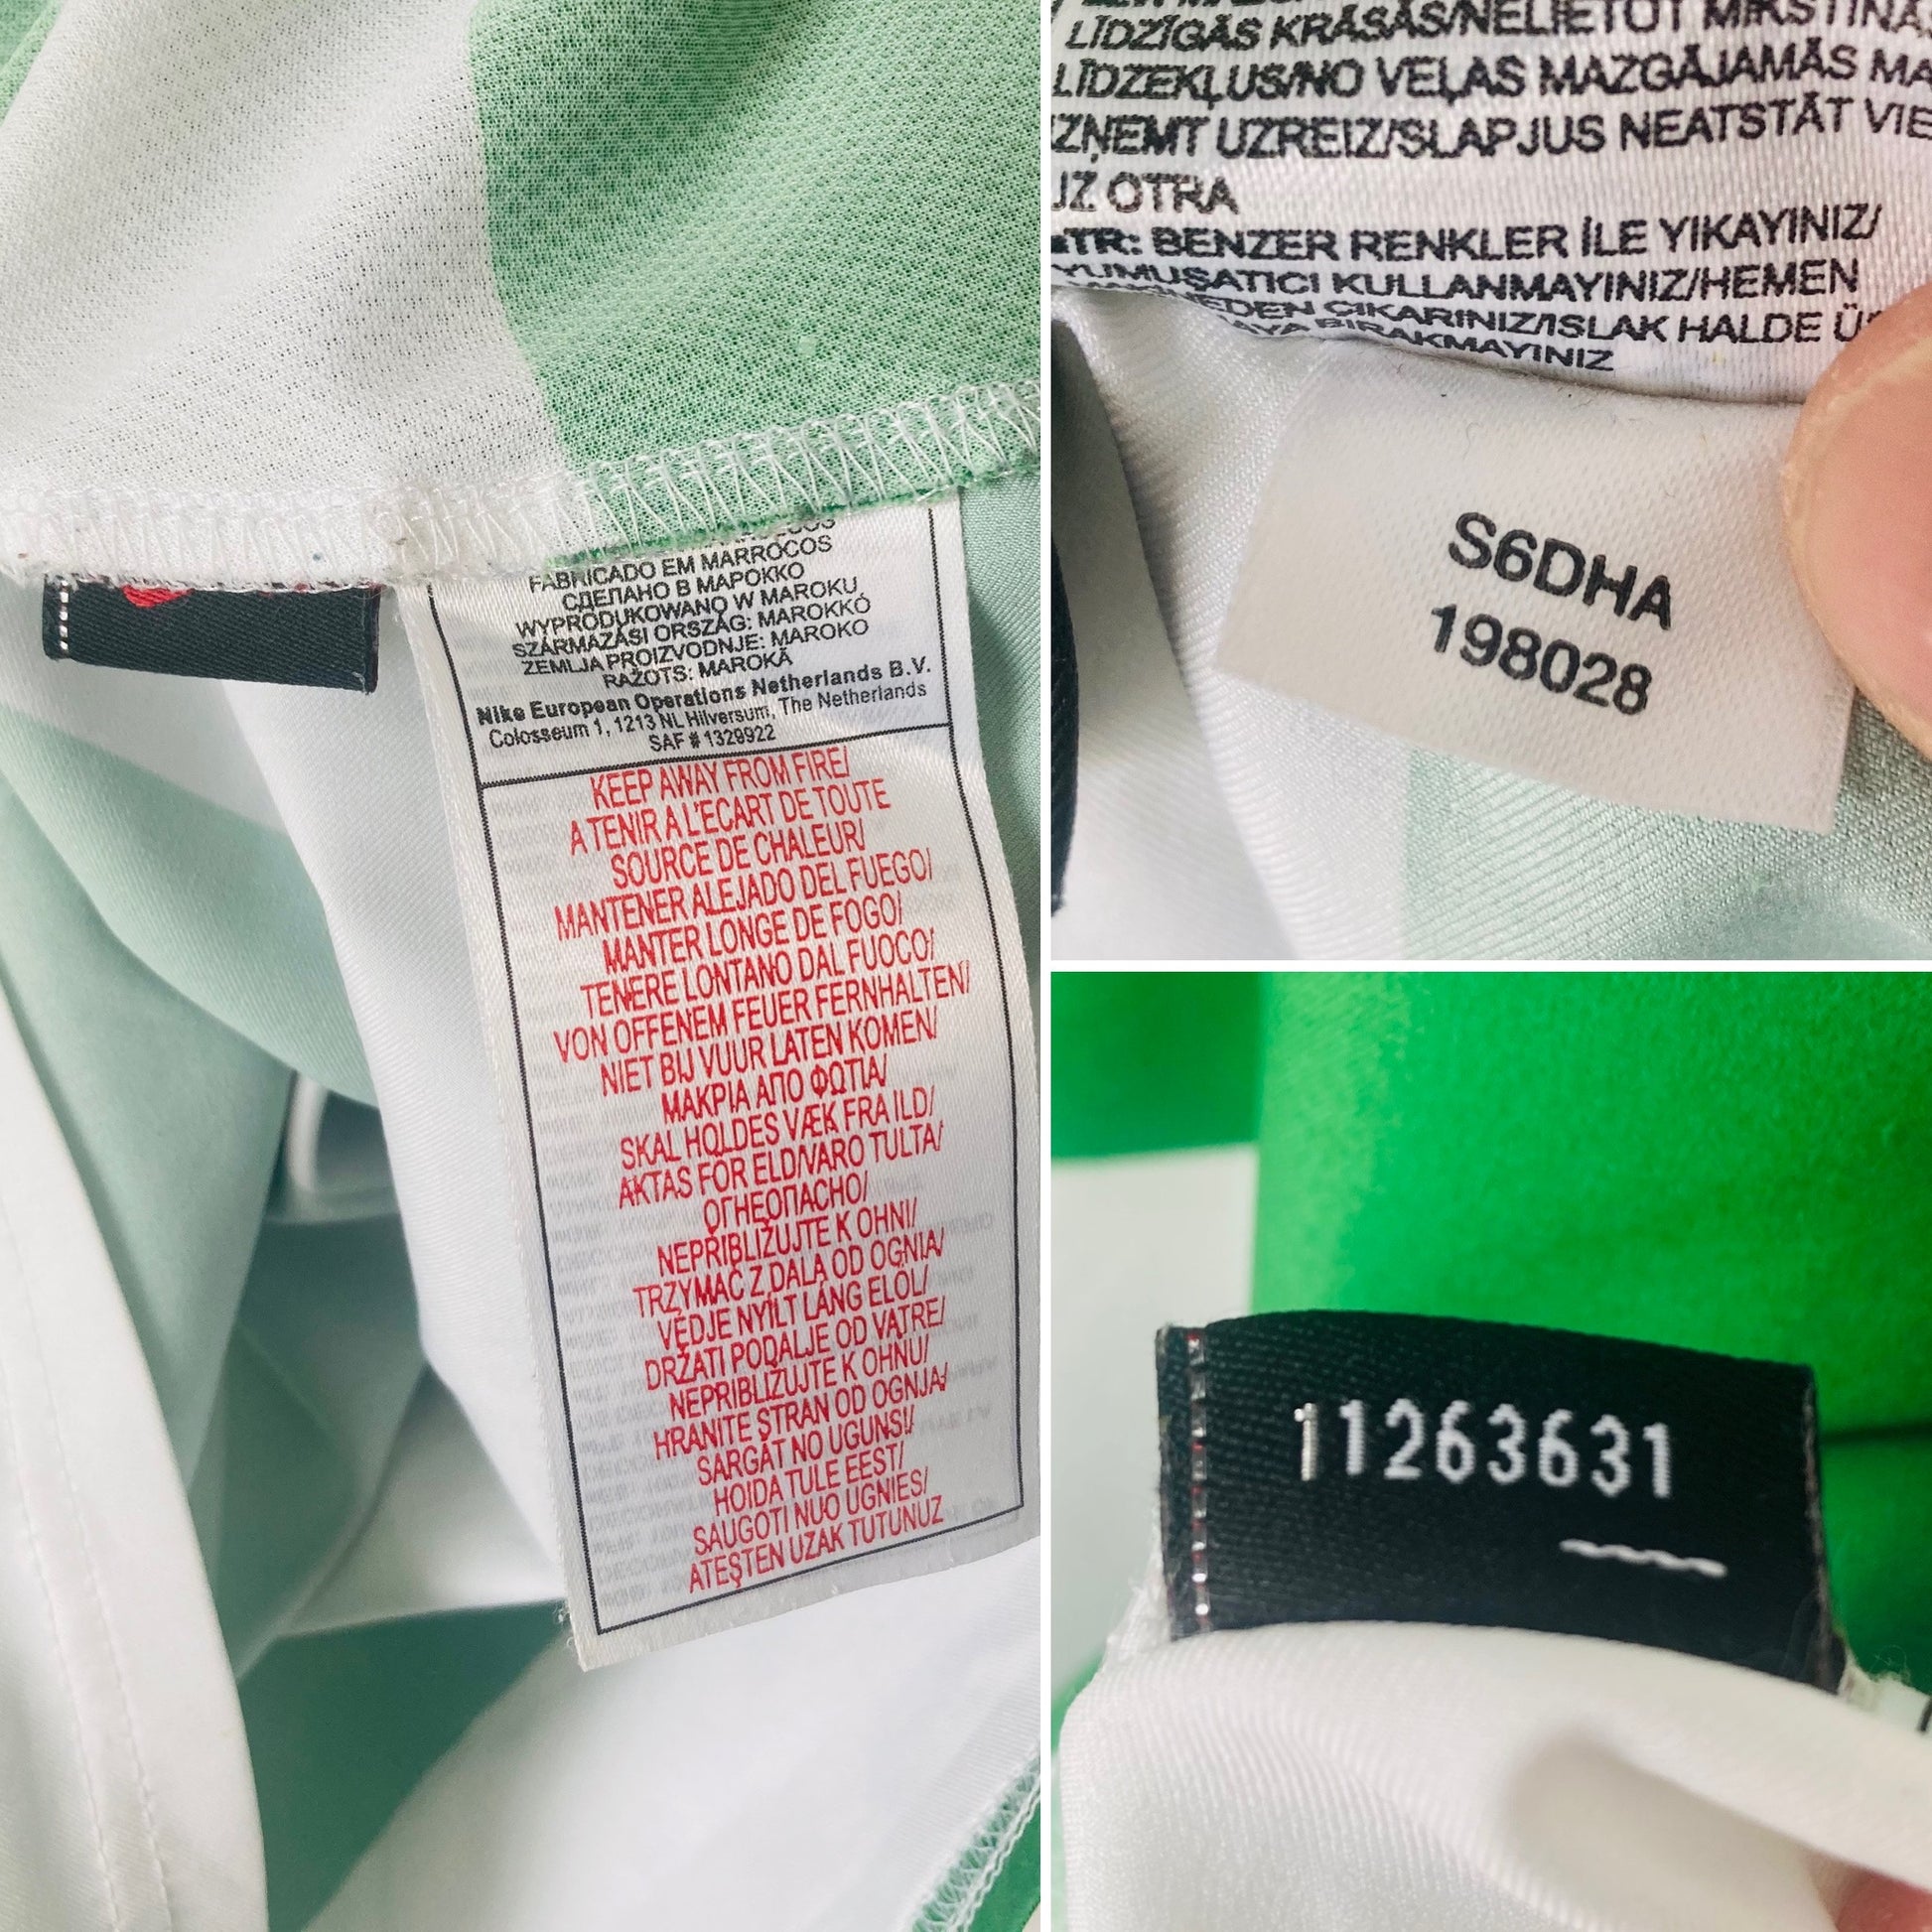 FABRICADO EM MARROCOS
СДЕЛАНО В МАРОККО
WYPRODUKOWANO W MAROKU
SZÁRMAZÁSI ORSZÁG: MAROKKÓ
ZEMLJA PROIZVODNJE: MAROKO
RAŽOTS: MAROKĀ
Nike European Operations Netherlands B.V.
Colosseum 1, 1213 NL Hilversum, The Netherlands
SAF # 1329922
KEEP AWAY FROM FIRE/
A TENIR A L'ECART DE TOUTE
SOURCE DE CHALEUR/
MANTENER ALEJADO DEL FUEGO/
MANTER LONGE DE FOGO/
TENERE LONTANO DAL FUOCO/
VON OFFENEM FEUER FERNHALTEN/
NIET BIJ VUUR LATEN KOMEN/
ΜΑΚΡΙΑ ΑΠΟ ΦΩΤΙΑ/
SKAL HOLDES VÆK FRA ILD/
AKTAS FÖR ELD/VARO TULTA/
ОГНЕОПАСНО/
NEPRIBLIŽUJTE K OHNI/
TRZYMAĆ Z DALA OD OGNIA/
VÉDJE NYÍLT LÁNG ELŐL/
DRŽATI PODALJE OD VATRE/
NEPRIBLIŽUJTE K OHNU/
HRANITE STRAN OD OGNJA/
SARGĀT NO UGUNS!/
HOIDA TULE EEST/
SAUGOTI NUO UGNIES/
ATEŞTEN UZAK TUTUNUZ
LĪDZĪGĀS KRĀSĀS/NELIETOT MĪKSTINĀ
LĪDZEKĻUS/NO VEĻAS MAZGĀJAMĀS MA
ZŅEMT UZREIZ/SLAPJUS NEATSTĀT VIE
UZ OTRA
TR: BENZER RENKLER İLE YIKAYINIZ/
YUMUŞATICI KULLANMAYINIZ/HEMEN
NEDEN ÇIKARINIZ/ISLAK HALDE Ü
AYA BIRAKMAYINIZ
S6DHA
198028
11263631